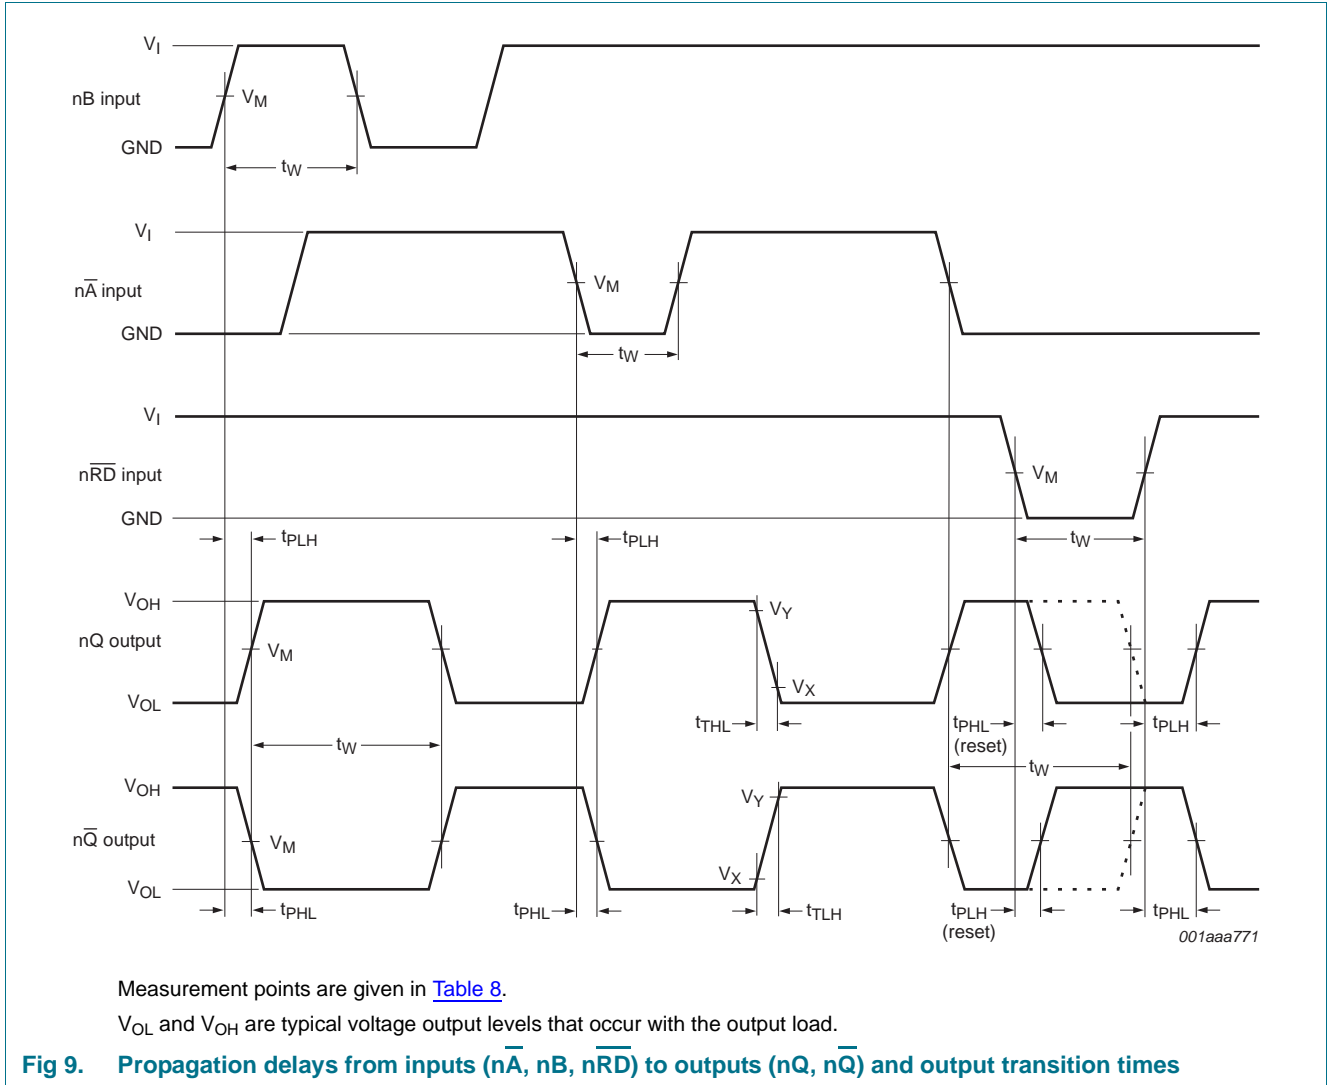 VI
nB input
VM
GND
tW
VI
nA̅ input
VM
GND
tW
VI
nR̅D̅ input
VM
GND
tW
tPLH
tPLH
VOH
VY
nQ output
VM
VX
VOL
tTHL
tPHL
(reset)
tPLH
tW
tW
VOH
VY
nQ̅ output
VM
VX
VOL
tPHL
tPHL
tTLH
tPLH
(reset)
tPHL
001aaa771
Measurement points are given in Table 8.
VOL and VOH are typical voltage output levels that occur with the output load.
Fig 9. Propagation delays from inputs (nA̅, nB, nR̅D̅) to outputs (nQ, nQ̅) and output transition times